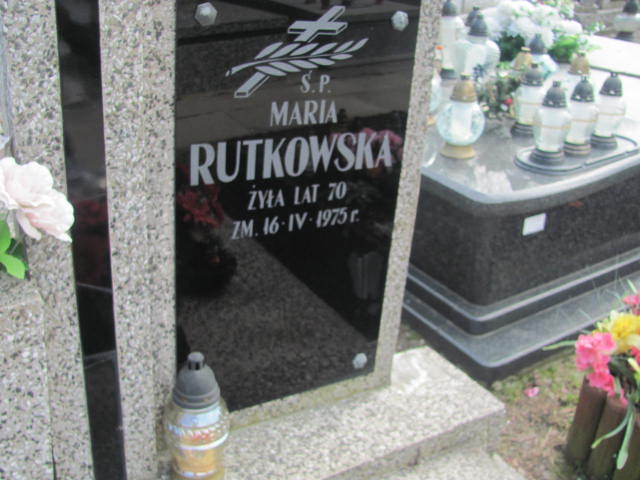 Ś.P.
MARIA
RUTKOWSKA
ŻYŁA LAT 70
ZM. 16·IV·1975 r.